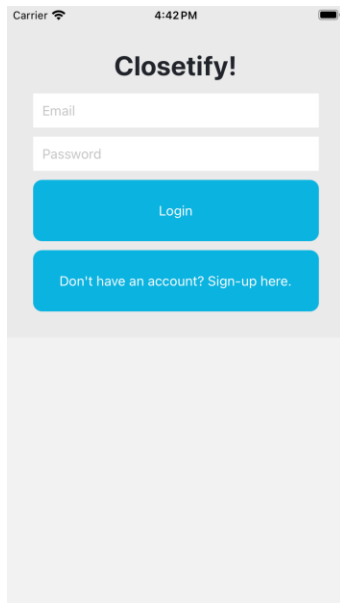 Carrier 4:42 PM
Closetify!
Email
Password
Login
Don't have an account? Sign-up here.